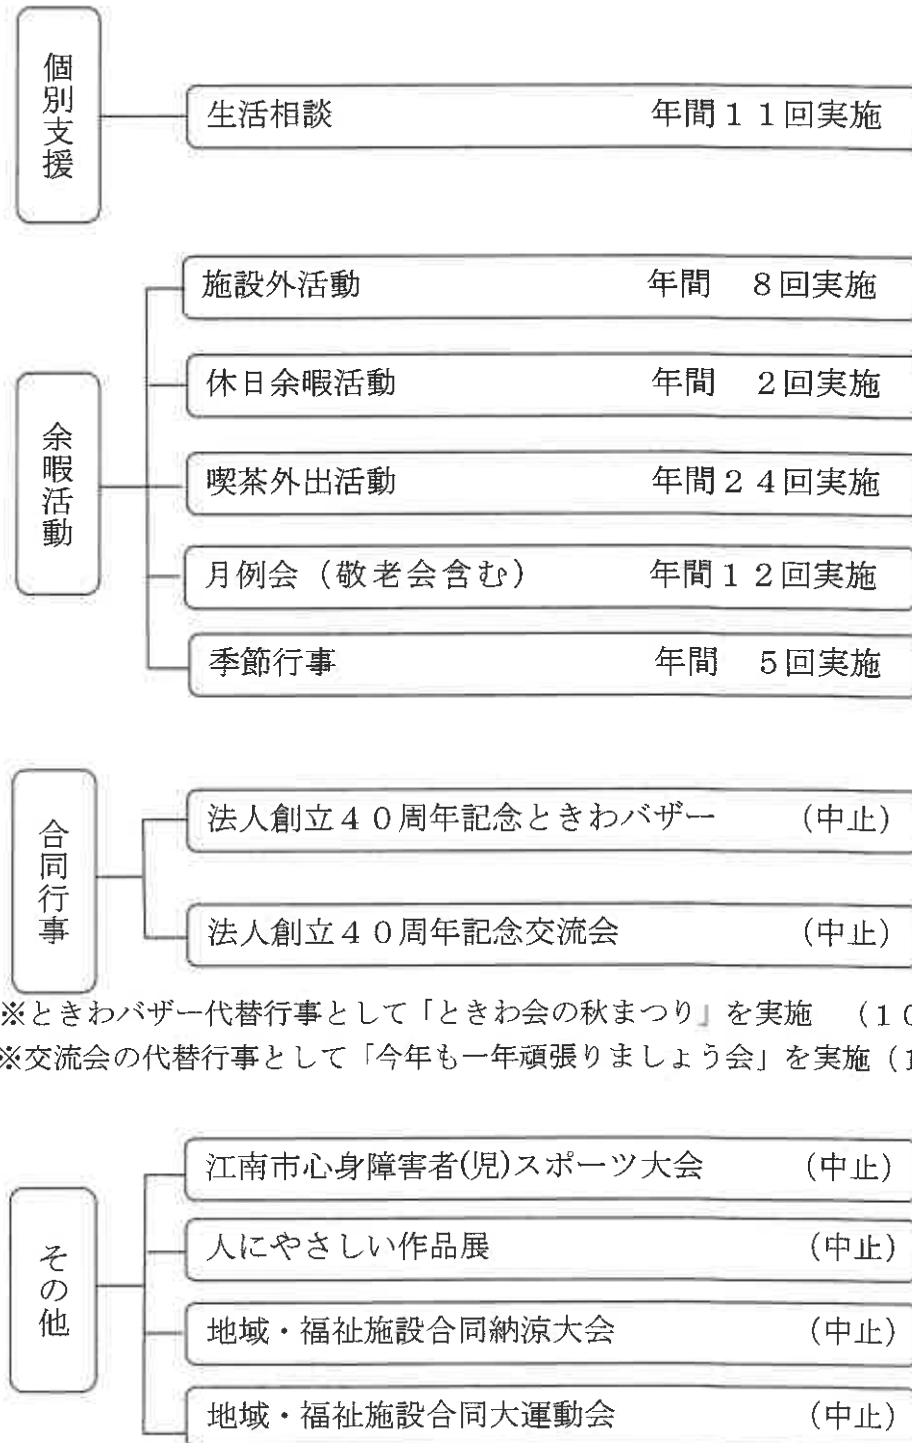 個別支援
生活相談 年間11回実施
余暇活動
施設外活動 年間 8回実施
休日余暇活動 年間 2回実施
喫茶外出活動 年間24回実施
月例会（敬老会含む） 年間12回実施
季節行事 年間 5回実施
合同行事
法人創立40周年記念ときわバザー （中止）
法人創立40周年記念交流会 （中止）
※ときわバザー代替行事として「ときわ会の秋まつり」を実施 （10
※交流会の代替行事として「今年も一年頑張りましょう会」を実施（1
その他
江南市心身障害者(児)スポーツ大会 （中止）
人にやさしい作品展 （中止）
地域・福祉施設合同納涼大会 （中止）
地域・福祉施設合同大運動会 （中止）